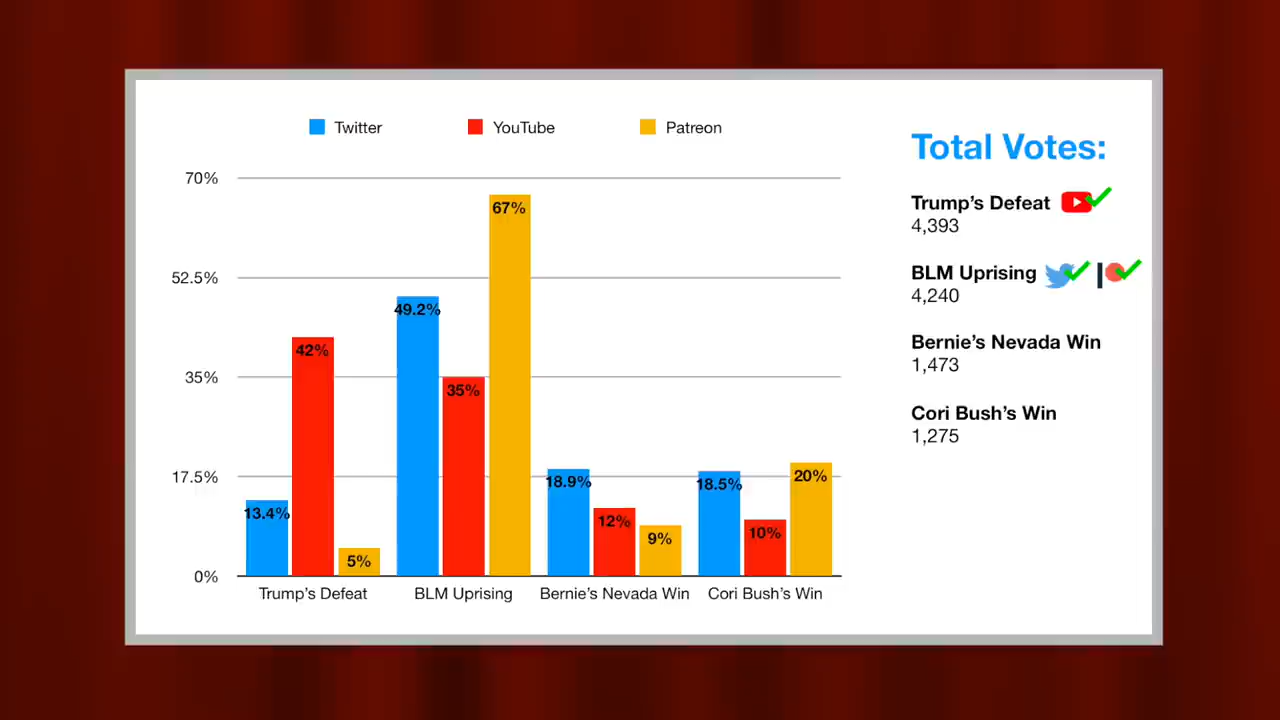 Twitter YouTube Patreon
70%
52.5%
35%
17.5%
0%
13.4% 42% 5%
49.2% 35% 67%
18.9% 12% 9%
18.5% 10% 20%
Trump's Defeat BLM Uprising Bernie's Nevada Win Cori Bush's Win
Total Votes:
Trump's Defeat
4,393
BLM Uprising
4,240
Bernie's Nevada Win
1,473
Cori Bush's Win
1,275